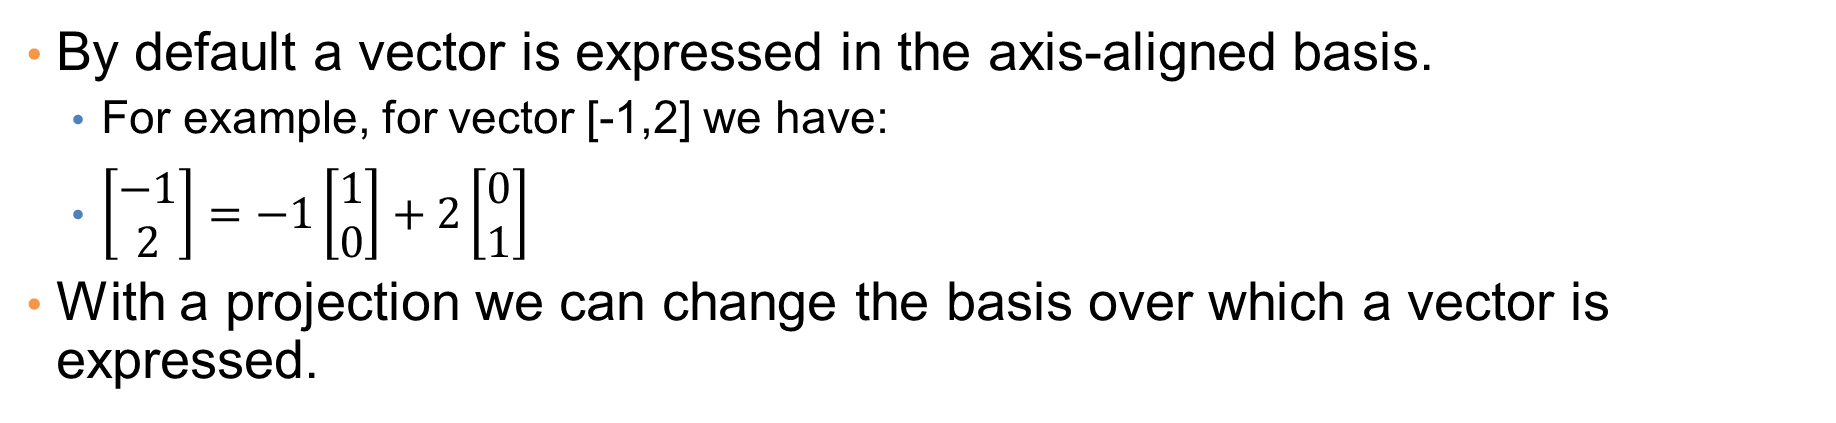 • By default a vector is expressed in the axis-aligned basis.
• For example, for vector [-1,2] we have:
• [−1 2] = −1 [1 0] + 2 [0 1]
• With a projection we can change the basis over which a vector is
expressed.